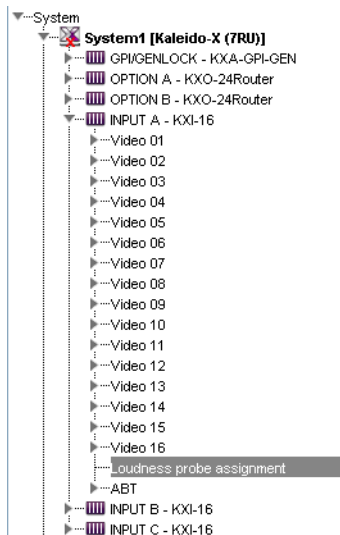 System
System1 [Kaleido-X (7RU)]
GPI/GENLOCK - KXA-GPI-GEN
OPTION A - KXO-24Router
OPTION B - KXO-24Router
INPUT A - KXI-16
Video 01
Video 02
Video 03
Video 04
Video 05
Video 06
Video 07
Video 08
Video 09
Video 10
Video 11
Video 12
Video 13
Video 14
Video 15
Video 16
Loudness probe assignment
ABT
INPUT B - KXI-16
INPUT C - KXI-16